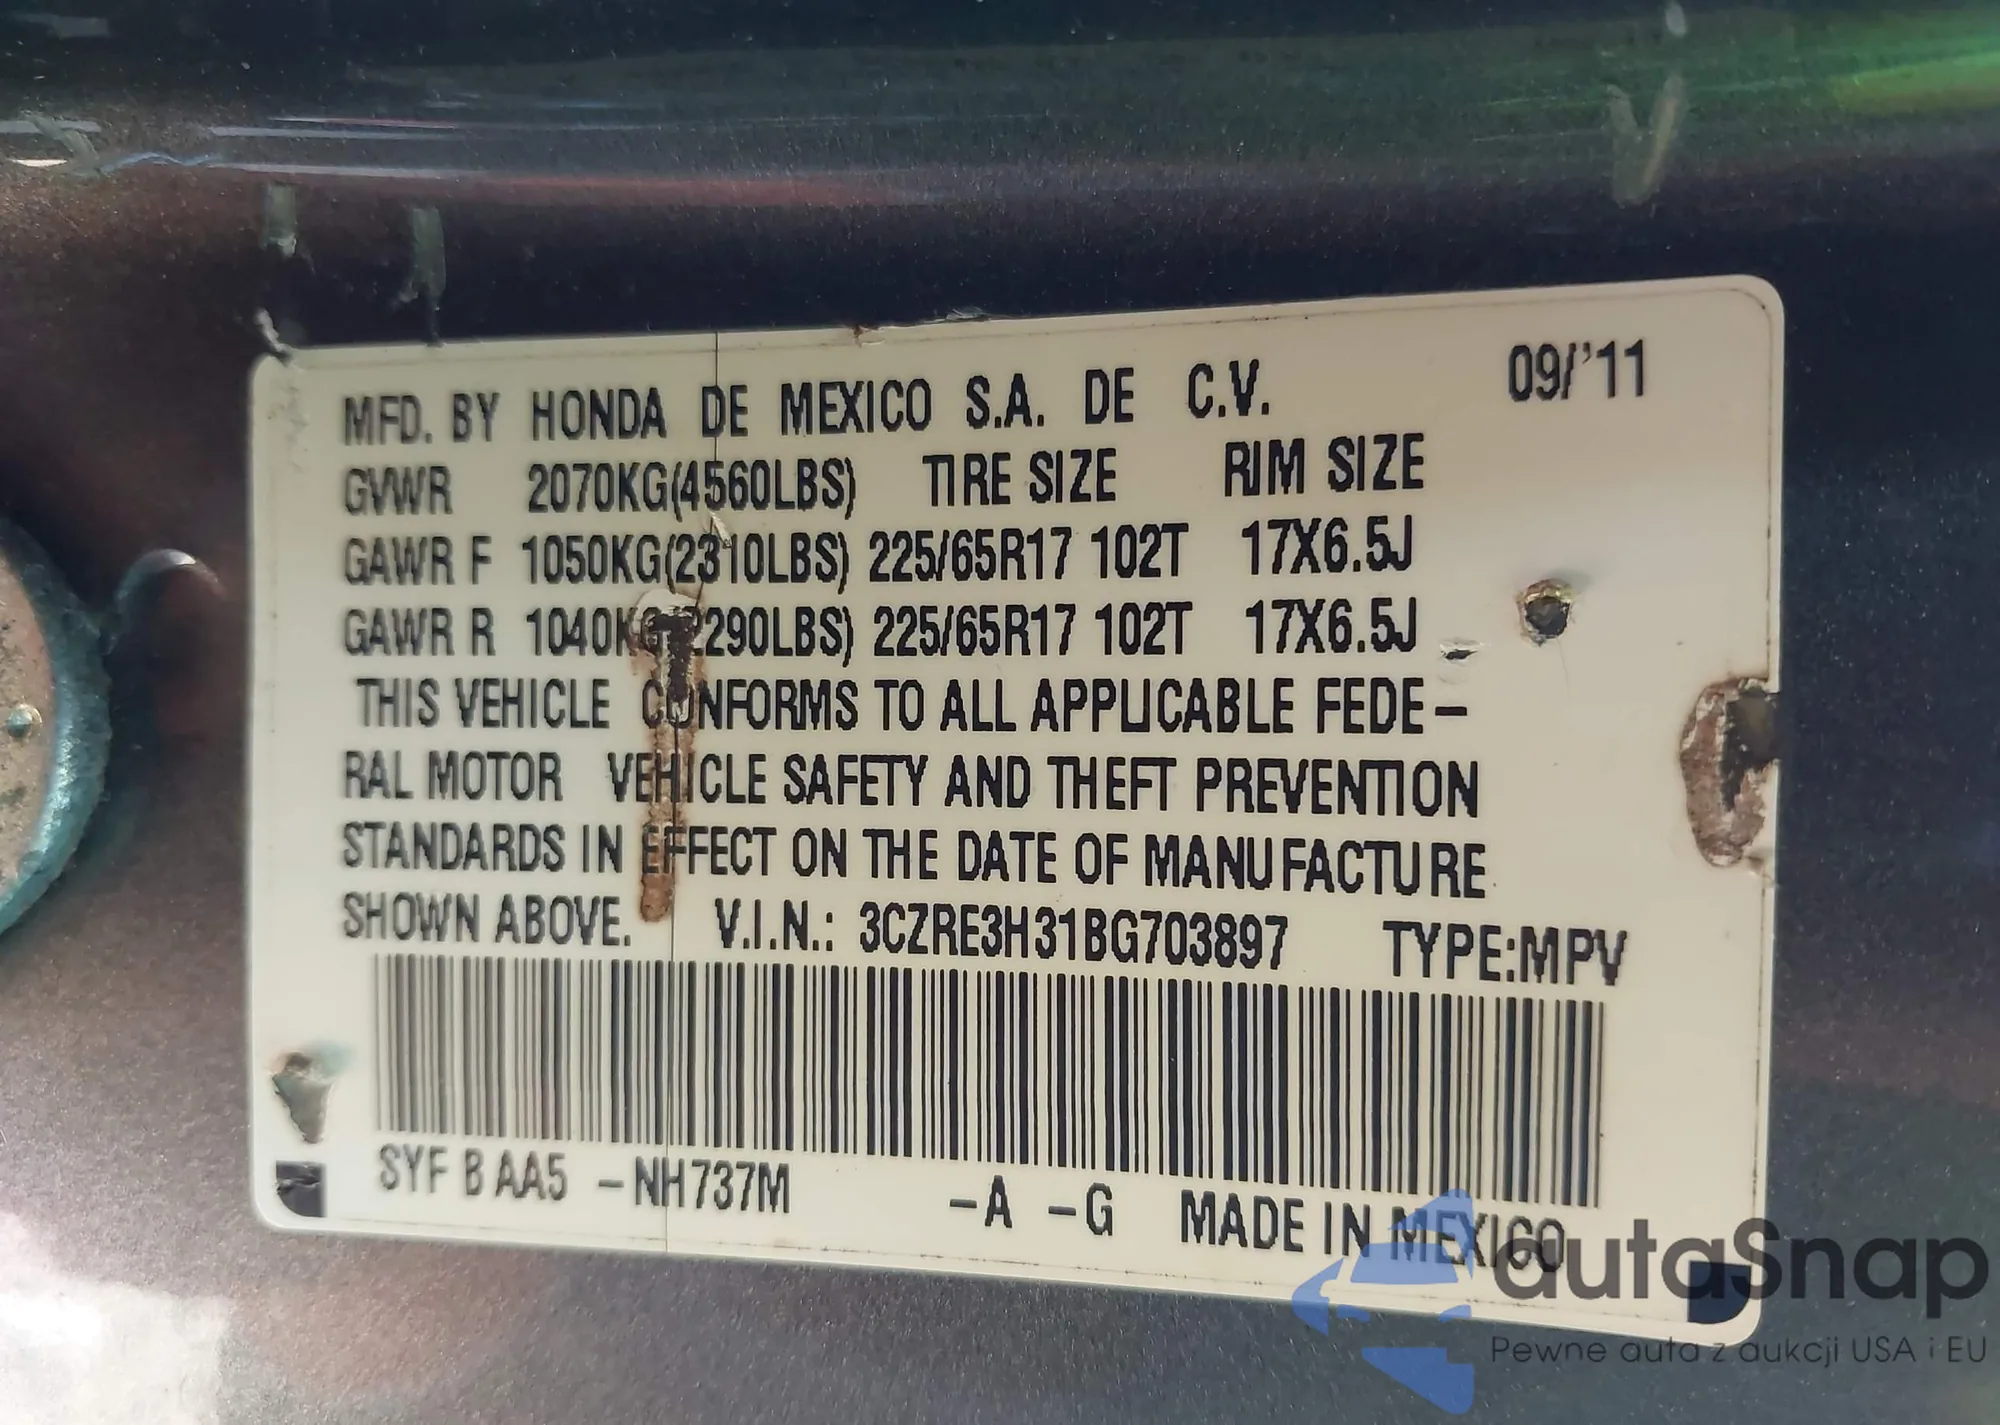 MFD. BY HONDA DE MEXICO S.A. DE C.V. 09/'11
GVWR 2070KG(4560LBS) TIRE SIZE RIM SIZE
GAWR F 1050KG(2310LBS) 225/65R17 102T 17X6.5J
GAWR R 1040KG(2290LBS) 225/65R17 102T 17X6.5J
THIS VEHICLE CONFORMS TO ALL APPLICABLE FEDE-
RAL MOTOR VEHICLE SAFETY AND THEFT PREVENTION
STANDARDS IN EFFECT ON THE DATE OF MANUFACTURE
SHOWN ABOVE. V.I.N.: 3CZRE3H31BG703897 TYPE:MPV
SYF B AA5 -NH737M -A -G MADE IN MEXICO
autaSnap
Pewne auta z aukcji USA i EU